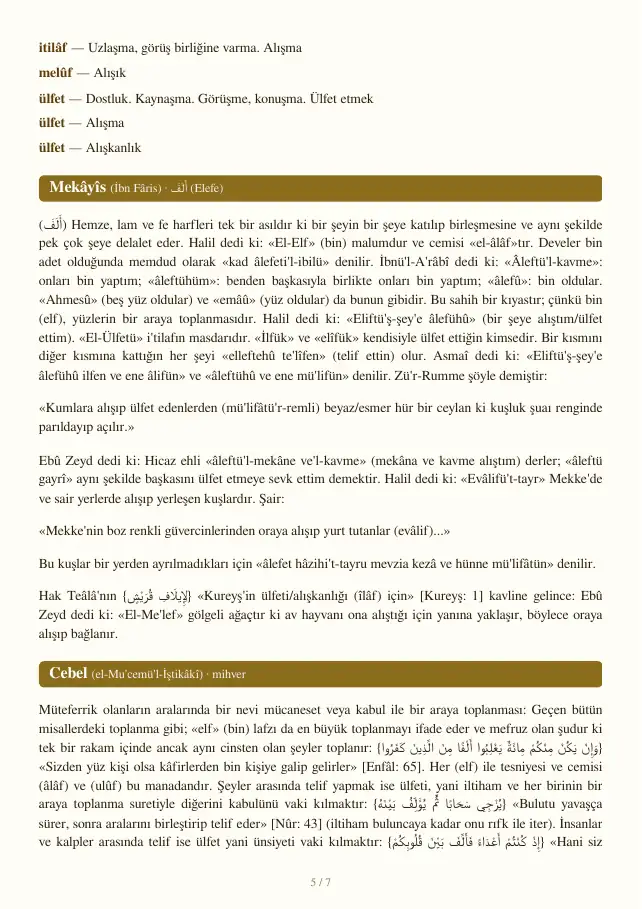 itilâf — Uzlaşma, görüş birliğine varma. Alışma
melûf — Alışık
ülfet — Dostluk. Kaynaşma. Görüşme, konuşma. Ülfet etmek
ülfet — Alışma
ülfet — Alışkanlık
Mekâyîs (İbn Fâris) · أَلَفَ (Elefe)
(أَلَفَ) Hemze, lam ve fe harfleri tek bir asıldır ki bir şeyin bir şeye katılıp birleşmesine ve aynı şekilde
pek çok şeye delalet eder. Halil dedi ki: «El-Elf» (bin) malumdur ve cemisi «el-âlâf»tır. Develer bin
adet olduğunda memdud olarak «kad âlefeti'l-ibilü» denilir. İbnü'l-A'râbî dedi ki: «Âleftü'l-kavme»:
onları bin yaptım; «âleftühüm»: benden başkasıyla birlikte onları bin yaptım; «âlefû»: bin oldular.
«Ahmesû» (beş yüz oldular) ve «emâû» (yüz oldular) da bunun gibidir. Bu sahih bir kıyastır; çünkü bin
(elf), yüzlerin bir araya toplanmasıdır. Halil dedi ki: «Eliftü'ş-şey'e âlefühû» (bir şeye alıştım/ülfet
ettim). «El-Ülfetü» i'tilafın masdarıdır. «İlfük» ve «elîfük» kendisiyle ülfet ettiğin kimsedir. Bir kısmını
diğer kısmına kattığın her şeyi «elleftehû te'lîfen» (telif ettin) olur. Asmaî dedi ki: «Eliftü'ş-şey'e
âlefühû ilfen ve ene âlifün» ve «âleftühû ve ene mü'lifün» denilir. Zü'r-Rumme şöyle demiştir:
«Kumlara alışıp ülfet edenlerden (mü'lifâtü'r-remli) beyaz/esmer hür bir ceylan ki kuşluk şuaı renginde
parıldayıp açılır.»
Ebû Zeyd dedi ki: Hicaz ehli «âleftü'l-mekâne ve'l-kavme» (mekâna ve kavme alıştım) derler; «âleftü
gayrî» aynı şekilde başkasını ülfet etmeye sevk ettim demektir. Halil dedi ki: «Evâlifü't-tayr» Mekke'de
ve sair yerlerde alışıp yerleşen kuşlardır. Şair:
«Mekke'nin boz renkli güvercinlerinden oraya alışıp yurt tutanlar (evâlif)...»
Bu kuşlar bir yerden ayrılmadıkları için «âlefet hâzihi't-tayru mevzia kezâ ve hünne mü'lifâtün» denilir.
Hak Teâlâ'nın {لِإِيلَافِ قُرَيْشٍ} «Kureyş'in ülfeti/alışkanlığı (îlâf) için» [Kureyş: 1] kavline gelince: Ebû
Zeyd dedi ki: «El-Me'lef» gölgeli ağaçtır ki av hayvanı ona alıştığı için yanına yaklaşır, böylece oraya
alışıp bağlanır.
Cebel (el-Mu'cemü'l-İştikâkî) · mihver
Müteferrik olanların aralarında bir nevi mücaneset veya kabul ile bir araya toplanması: Geçen bütün
misallerdeki toplanma gibi; «elf» (bin) lafzı da en büyük toplanmayı ifade eder ve mefruz olan şudur ki
tek bir rakam içinde ancak aynı cinsten olan şeyler toplanır: {وَإِنْ يَكُنْ مِنْكُمْ مِائَةٌ يَغْلِبُوا أَلْفًا مِنَ الَّذِينَ كَفَرُوا}
«Sizden yüz kişi olsa kâfirlerden bin kişiye galip gelirler» [Enfâl: 65]. Her (elf) ile tesniyesi ve cemisi
(âlâf) ve (ulûf) bu manadandır. Şeyler arasında telif yapmak ise ülfeti, yani iltiham ve her birinin bir
araya toplanma suretiyle diğerini kabulünü vaki kılmaktır: {يُزْجِي سَحَابًا ثُمَّ يُؤَلِّفُ بَيْنَهُ} «Bulutu yavaşça
sürer, sonra aralarını birleştirip telif eder» [Nûr: 43] (iltiham buluncaya kadar onu rıfk ile iter). İnsanlar
ve kalpler arasında telif ise ülfet yani ünsiyeti vaki kılmaktır: {إِذْ كُنْتُمْ أَعْدَاءً فَأَلَّفَ بَيْنَ قُلُوبِكُمْ} «Hani siz
5 / 7